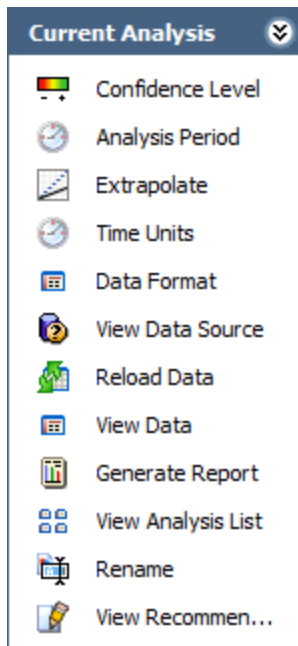 Current Analysis
Confidence Level
Analysis Period
Extrapolate
Time Units
Data Format
View Data Source
Reload Data
View Data
Generate Report
View Analysis List
Rename
View Recommen...